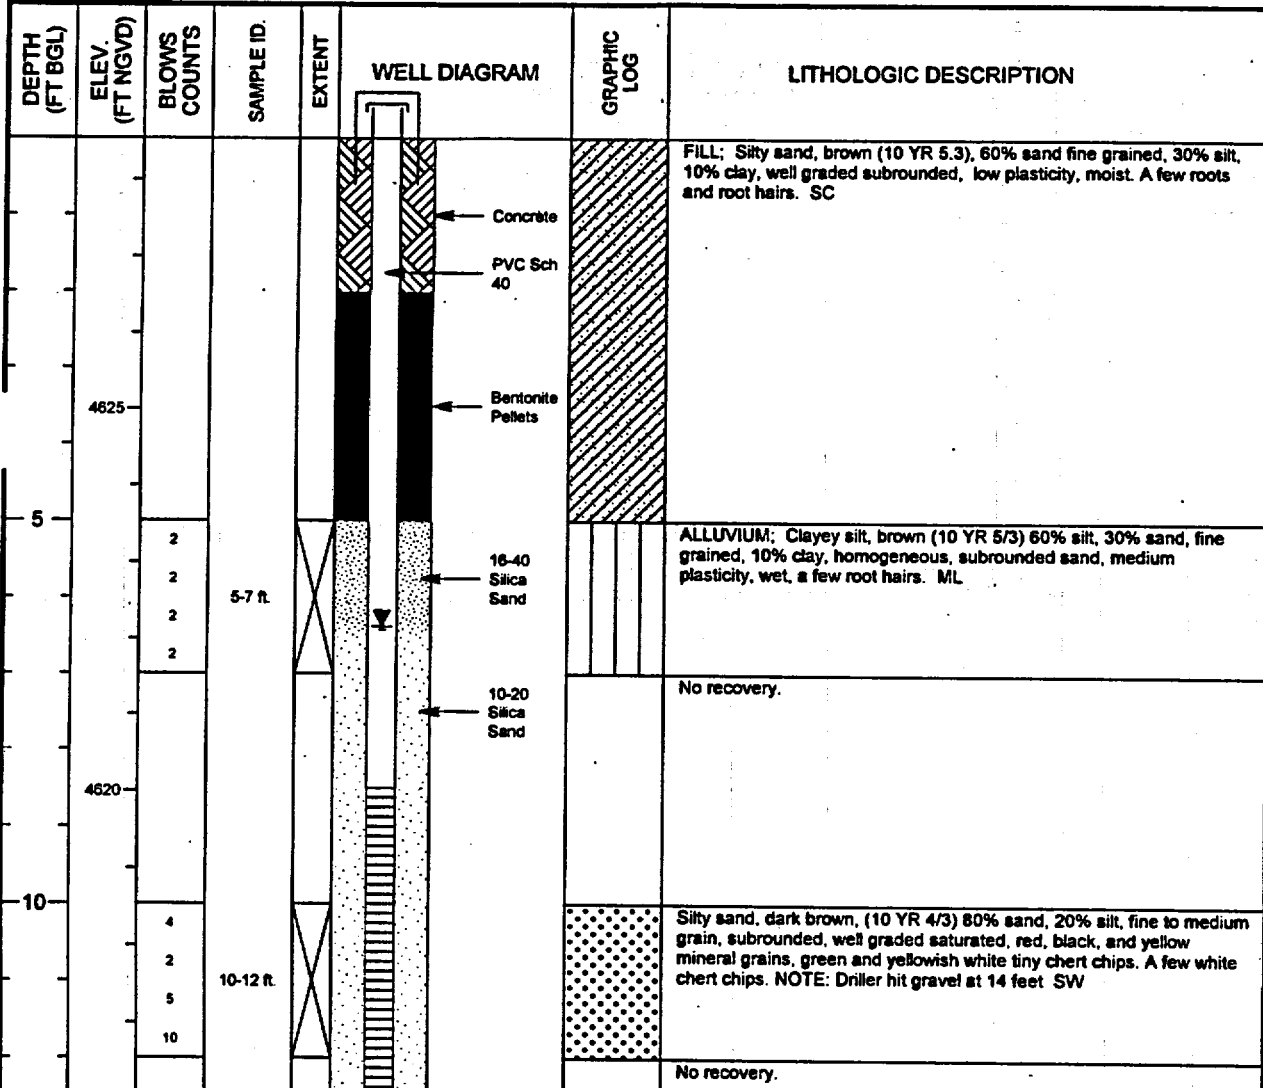 DEPTH
(FT BGL)
ELEV.
(FT NGVD)
BLOWS
COUNTS
SAMPLE ID.
EXTENT
WELL DIAGRAM
GRAPHIC
LOG
LITHOLOGIC DESCRIPTION
FILL; Silty sand, brown (10 YR 5.3), 60% sand fine grained, 30% silt,
10% clay, well graded subrounded, low plasticity, moist. A few roots
and root hairs. SC
Concrete
PVC Sch
40
4625
Bentonite
Pellets
5
ALLUVIUM; Clayey silt, brown (10 YR 5/3) 60% silt, 30% sand, fine
grained, 10% clay, homogeneous, subrounded sand, medium
plasticity, wet, a few root hairs. ML
2
2
2
2
5-7 ft.
16-40
Silica
Sand
No recovery.
10-20
Silica
Sand
4620
10
Silty sand, dark brown, (10 YR 4/3) 80% sand, 20% silt, fine to medium
grain, subrounded, well graded saturated, red, black, and yellow
mineral grains, green and yellowish white tiny chert chips. A few white
chert chips. NOTE: Driller hit gravel at 14 feet SW
4
2
5
10
10-12 ft.
No recovery.